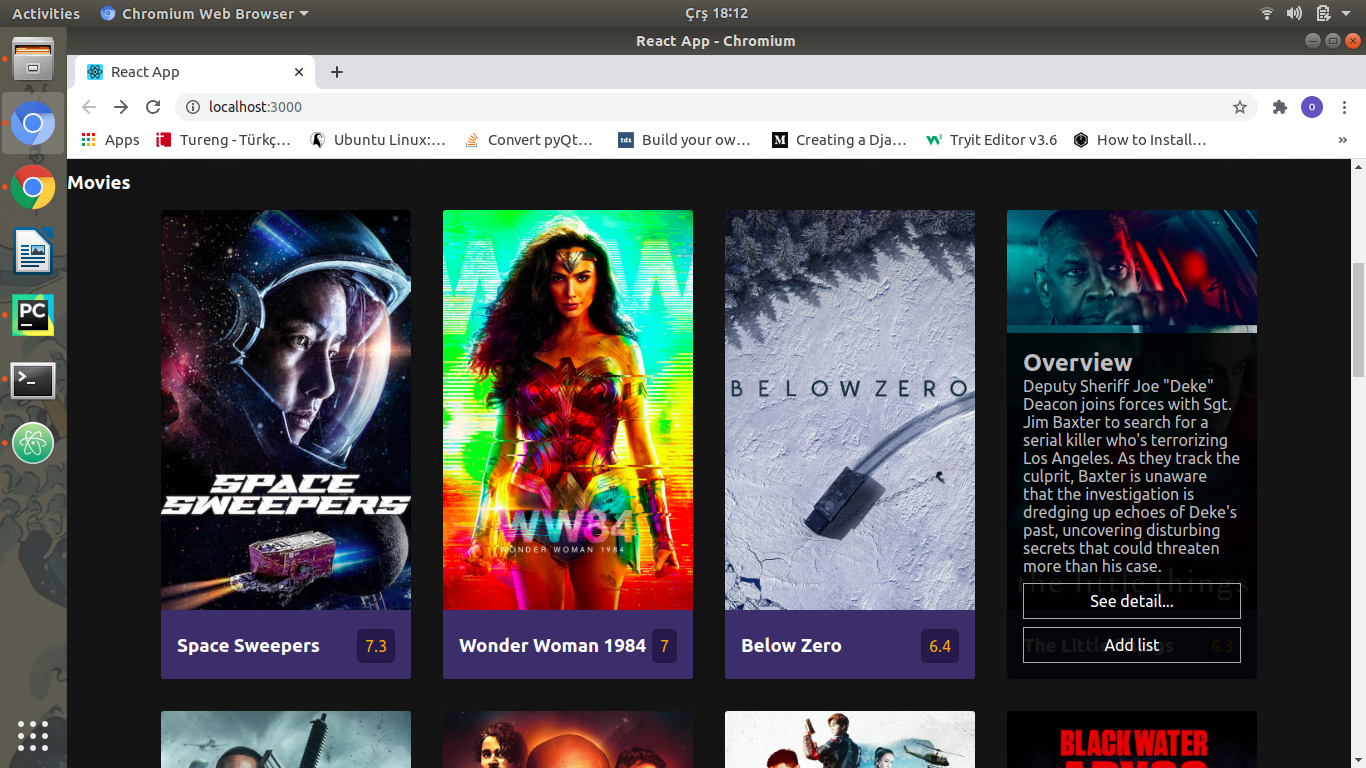 Activities
Chromium Web Browser
Çrş 18:12
React App - Chromium
React App
localhost:3000
O
Apps
Tureng - Türkç...
Ubuntu Linux:...
Convert pyQt...
tds
Build your ow...
M
Creating a Dja...
Tryit Editor v3.6
How to Install...
»
PC
Movies
SPACE
SWEEPERS
Space Sweepers
7.3
WW84
WONDER WOMAN 1984
Wonder Woman 1984
7
BELOW ZERO
Below Zero
6.4
Overview
Deputy Sheriff Joe "Deke"
Deacon joins forces with Sgt.
Jim Baxter to search for a
serial killer who's terrorizing
Los Angeles. As they track the
culprit, Baxter is unaware
that the investigation is
dredging up echoes of Deke's
past, uncovering disturbing
secrets that could threaten
more than his case.
the little things
See detail...
Add list
The Little Things
6.3
BLACK WATER
ABYSS